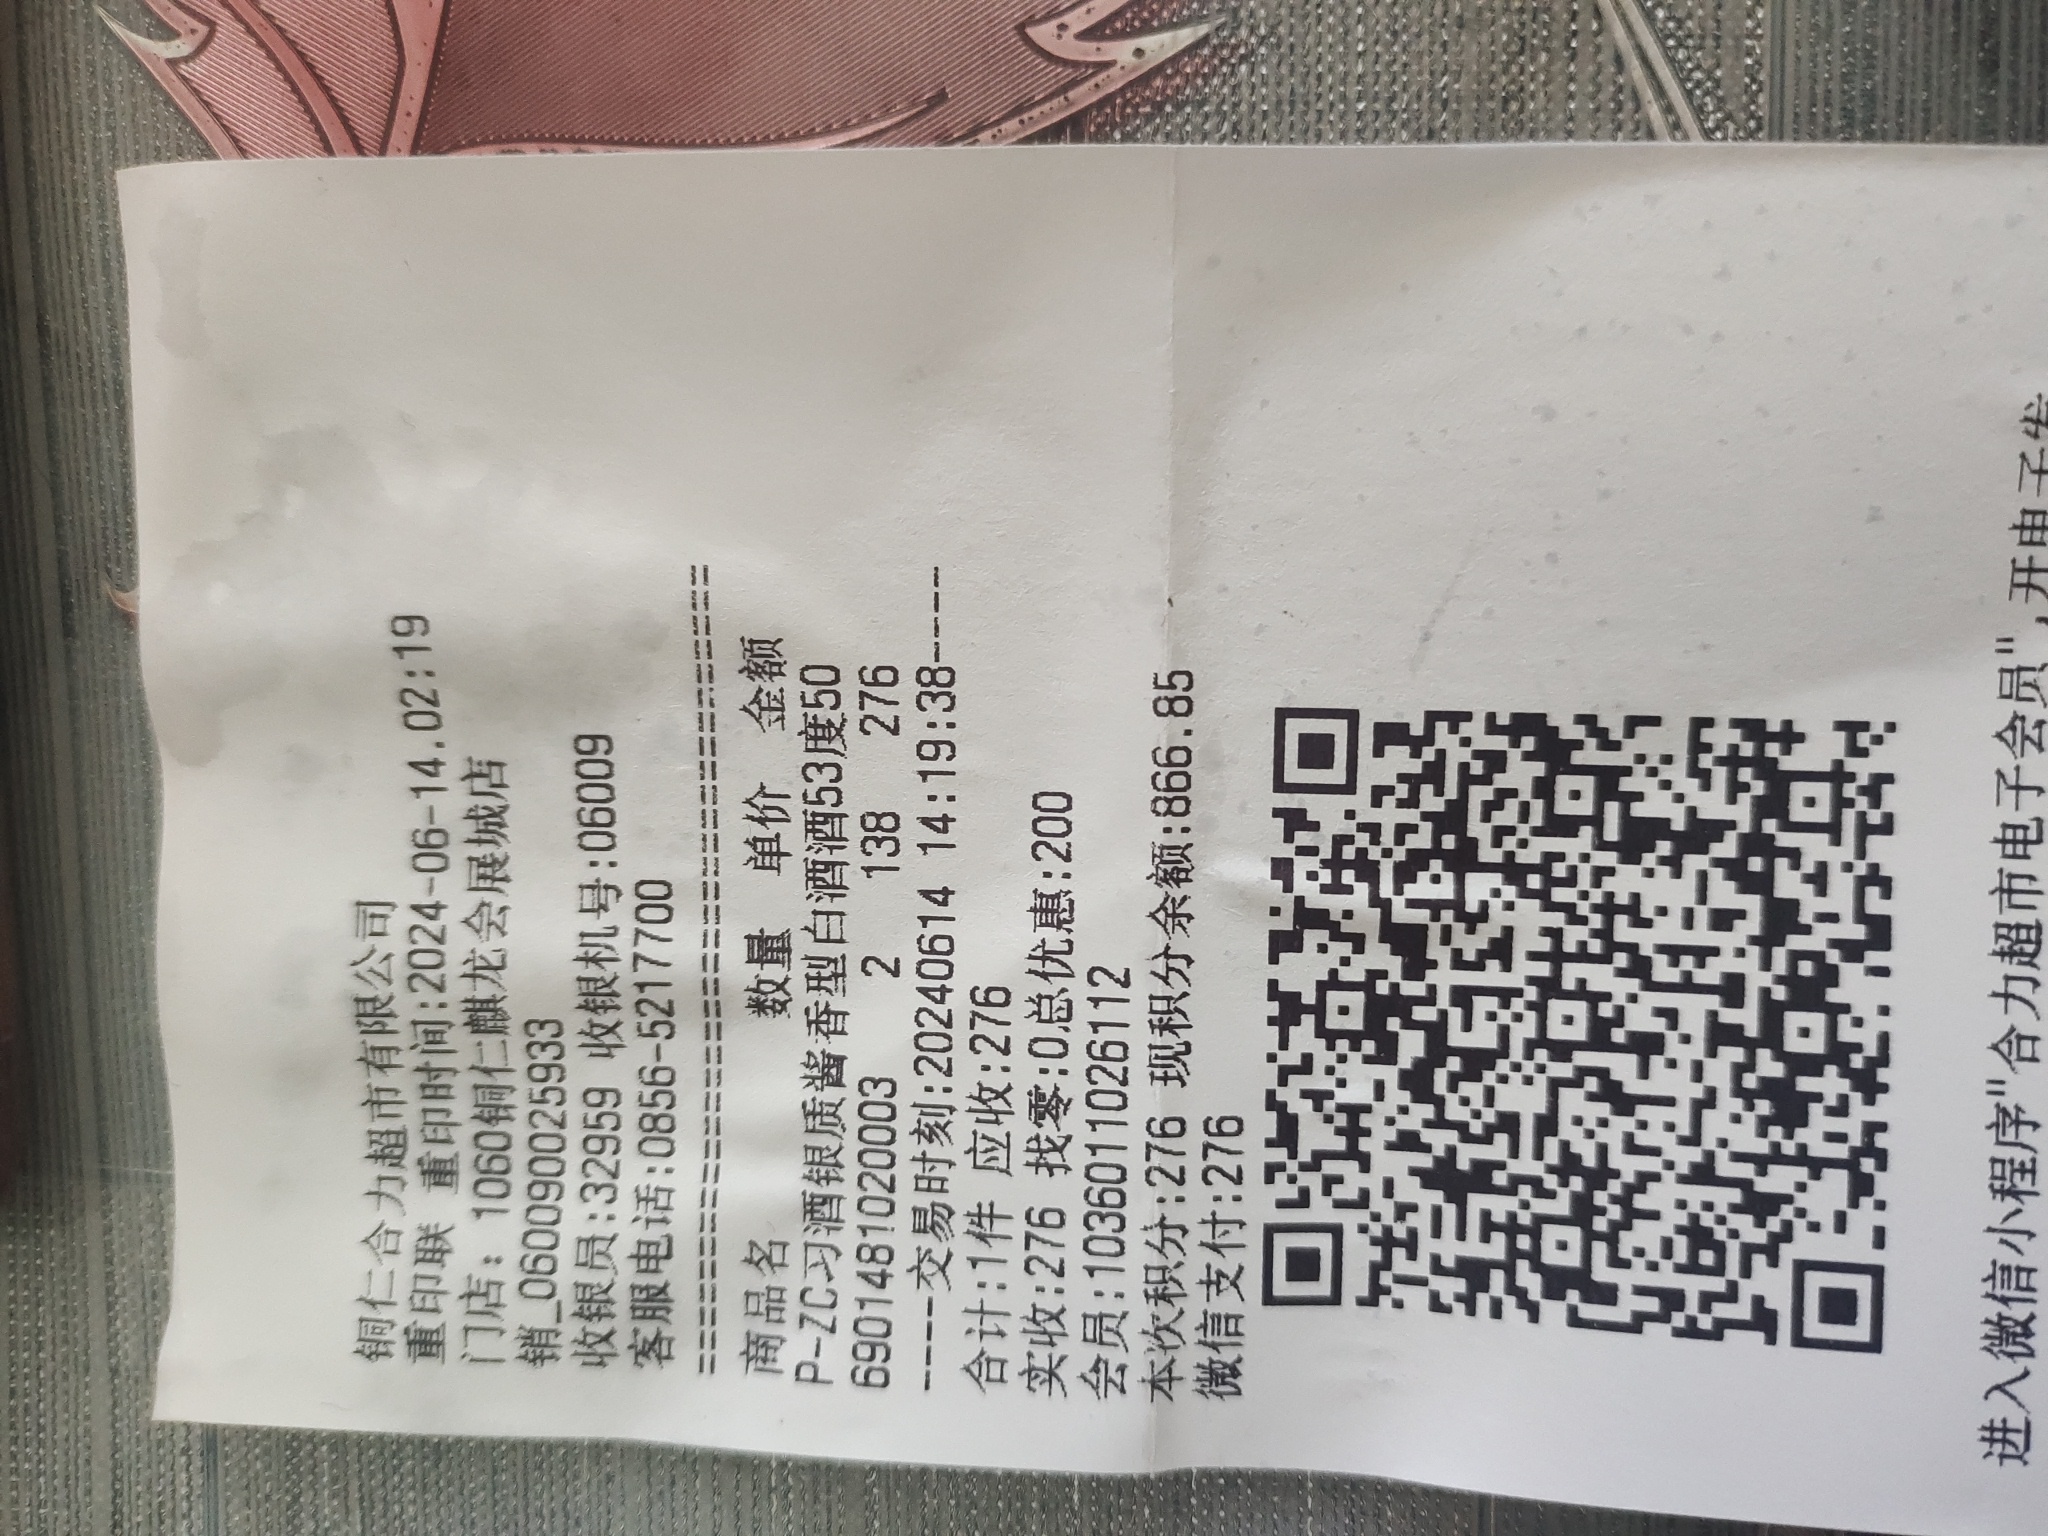 铜仁合力超市有限公司
重印联 重印时间:2024-06-14.02:19
门店: 1060铜仁麒龙会展城店
销_060090025933
收银员:32959 收银机号:06009
客服电话:0856-5217700
==========================================
商品名 数量 单价 金额
P-ZC习酒银质酱香型白酒酒53度50
6901481020003 2 138 276
----交易时刻:20240614 14:19:38-----
合计:1件 应收:276
实收:276 找零:0总优惠:200
会员:1036011026112
本次积分:276 现积分余额:866.85
微信支付:276
进入微信小程序"合力超市电子会员",开电子发